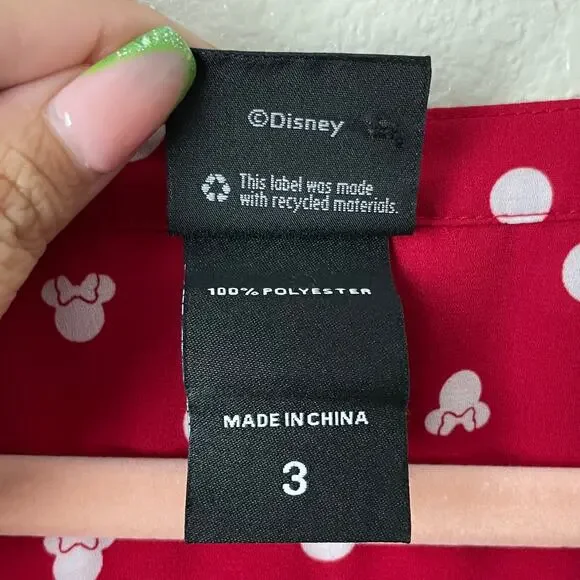 ©Disney
This label was made
with recycled materials.
100% POLYESTER
MADE IN CHINA
3